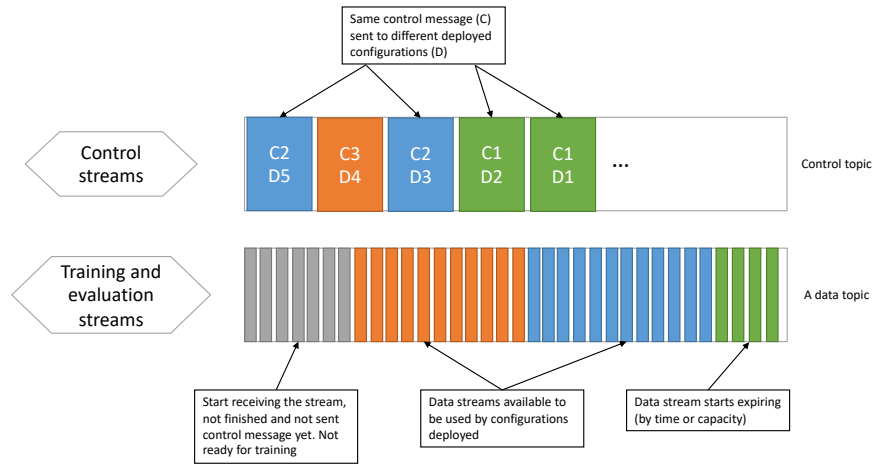 Same control message (C)
sent to different deployed
configurations (D)
Control
streams
C2
D5
C3
D4
C2
D3
C1
D2
C1
D1
...
Control topic
Training and
evaluation
streams
A data topic
Start receiving the stream,
not finished and not sent
control message yet. Not
ready for training
Data streams available to
be used by configurations
deployed
Data stream starts expiring
(by time or capacity)